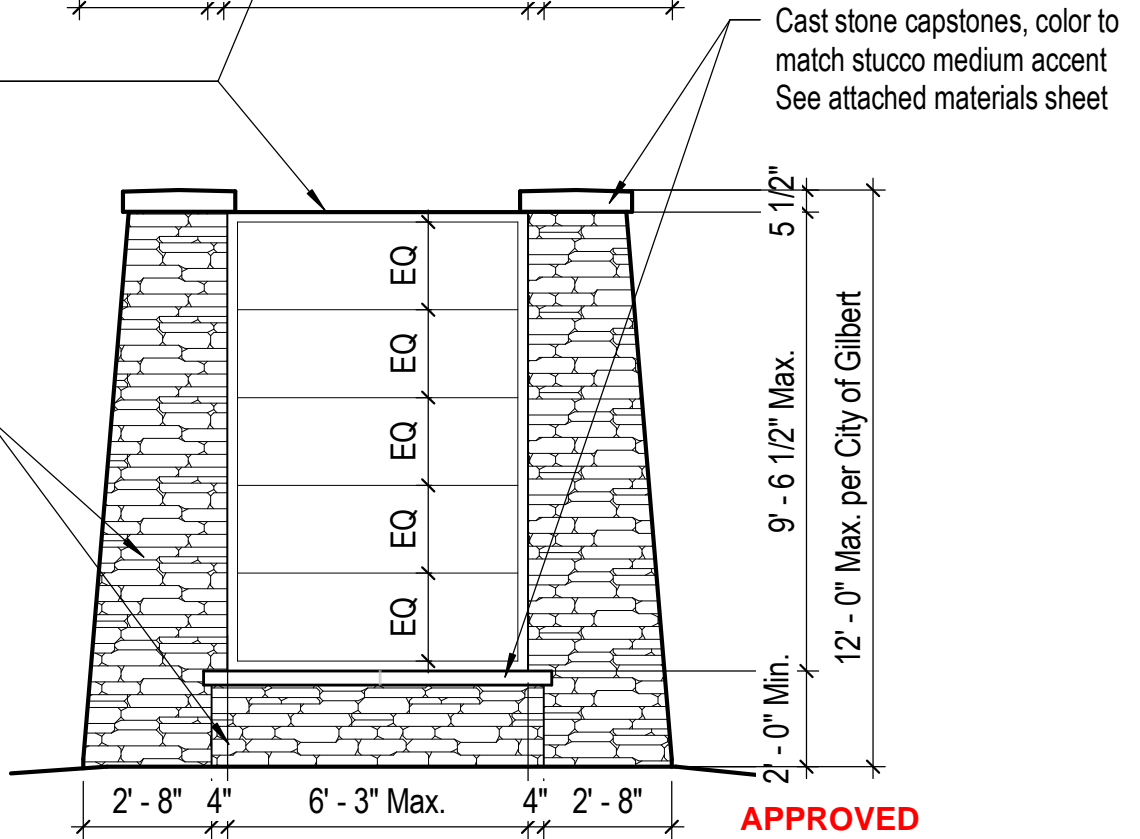 Cast stone capstones, color to
match stucco medium accent
See attached materials sheet
5 1/2"
9' - 6 1/2" Max.
12' - 0" Max. per City of Gilbert
2' - 0" Min.
EQ
EQ
EQ
EQ
EQ
2' - 8" 4" 6' - 3" Max. 4" 2' - 8"
APPROVED